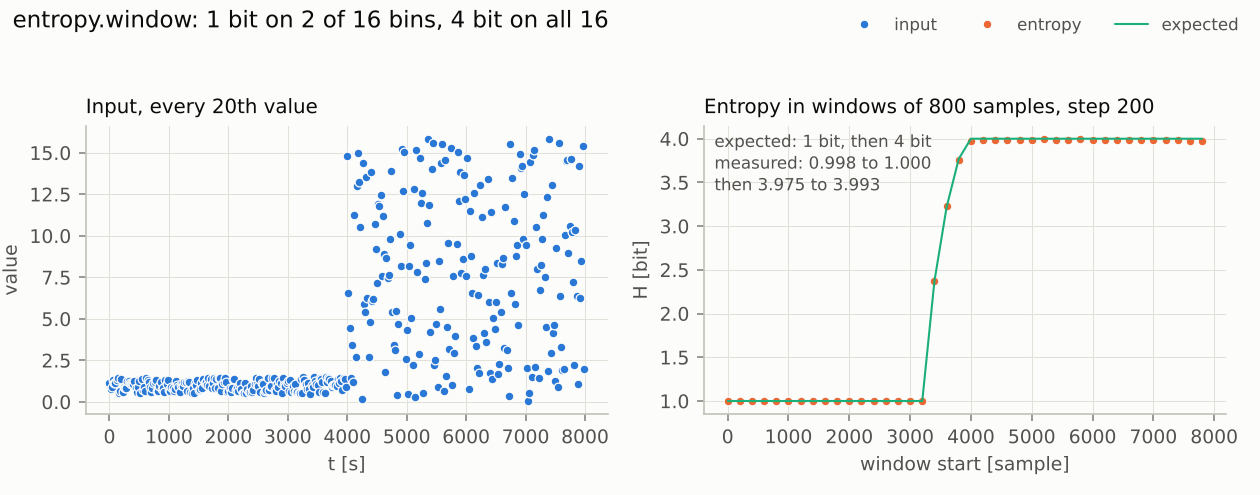 entropy.window: 1 bit on 2 of 16 bins, 4 bit on all 16
input
entropy
expected
Input, every 20th value
value
15.0
12.5
10.0
7.5
5.0
2.5
0.0
0 1000 2000 3000 4000 5000 6000 7000 8000
t [s]
Entropy in windows of 800 samples, step 200
expected: 1 bit, then 4 bit
measured: 0.998 to 1.000
then 3.975 to 3.993
H [bit]
4.0
3.5
3.0
2.5
2.0
1.5
1.0
0 1000 2000 3000 4000 5000 6000 7000 8000
window start [sample]